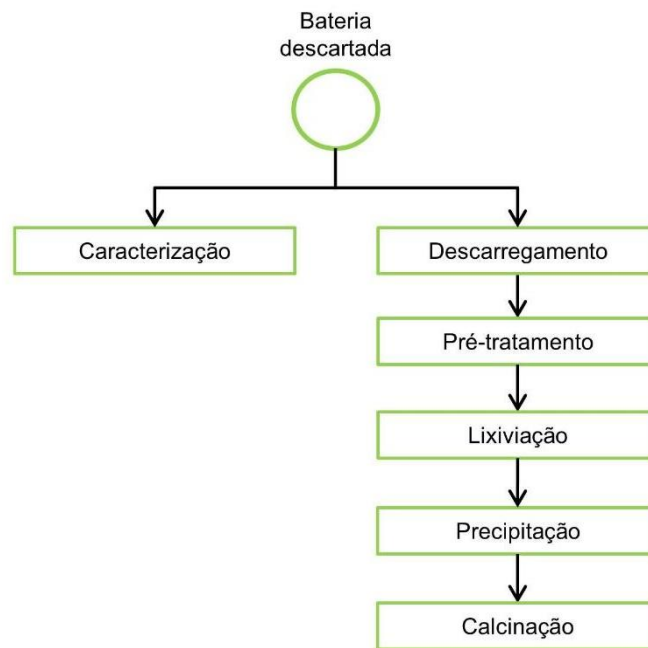 Bateria
descartada
Caracterização
Descarregamento
Pré-tratamento
Lixiviação
Precipitação
Calcinação